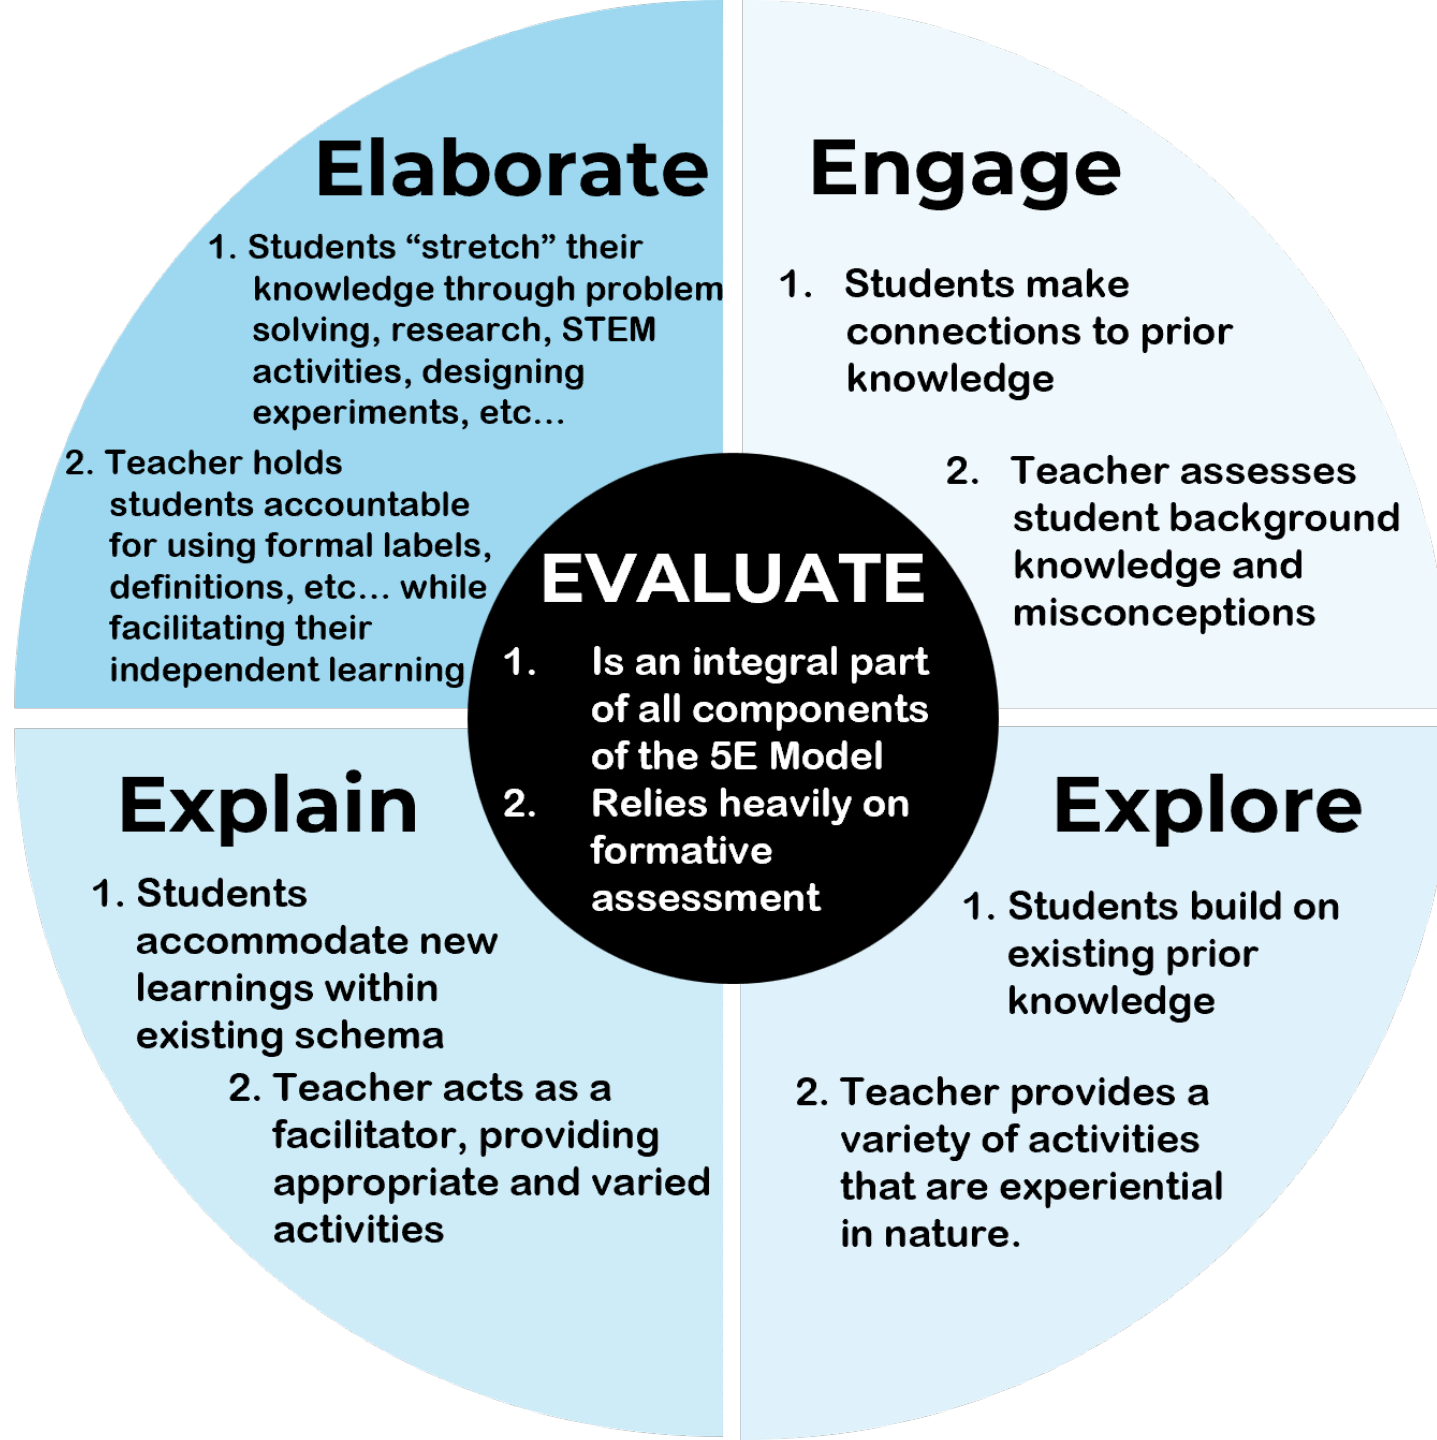 Elaborate
1. Students “stretch” their
knowledge through problem
solving, research, STEM
activities, designing
experiments, etc...
2. Teacher holds
students accountable
for using formal labels,
definitions, etc... while
facilitating their
independent learning
Engage
1. Students make
connections to prior
knowledge
2. Teacher assesses
student background
knowledge and
misconceptions
EVALUATE
1. Is an integral part
of all components
of the 5E Model
2. Relies heavily on
formative
assessment
Explain
1. Students
accommodate new
learnings within
existing schema
2. Teacher acts as a
facilitator, providing
appropriate and varied
activities
Explore
1. Students build on
existing prior
knowledge
2. Teacher provides a
variety of activities
that are experiential
in nature.